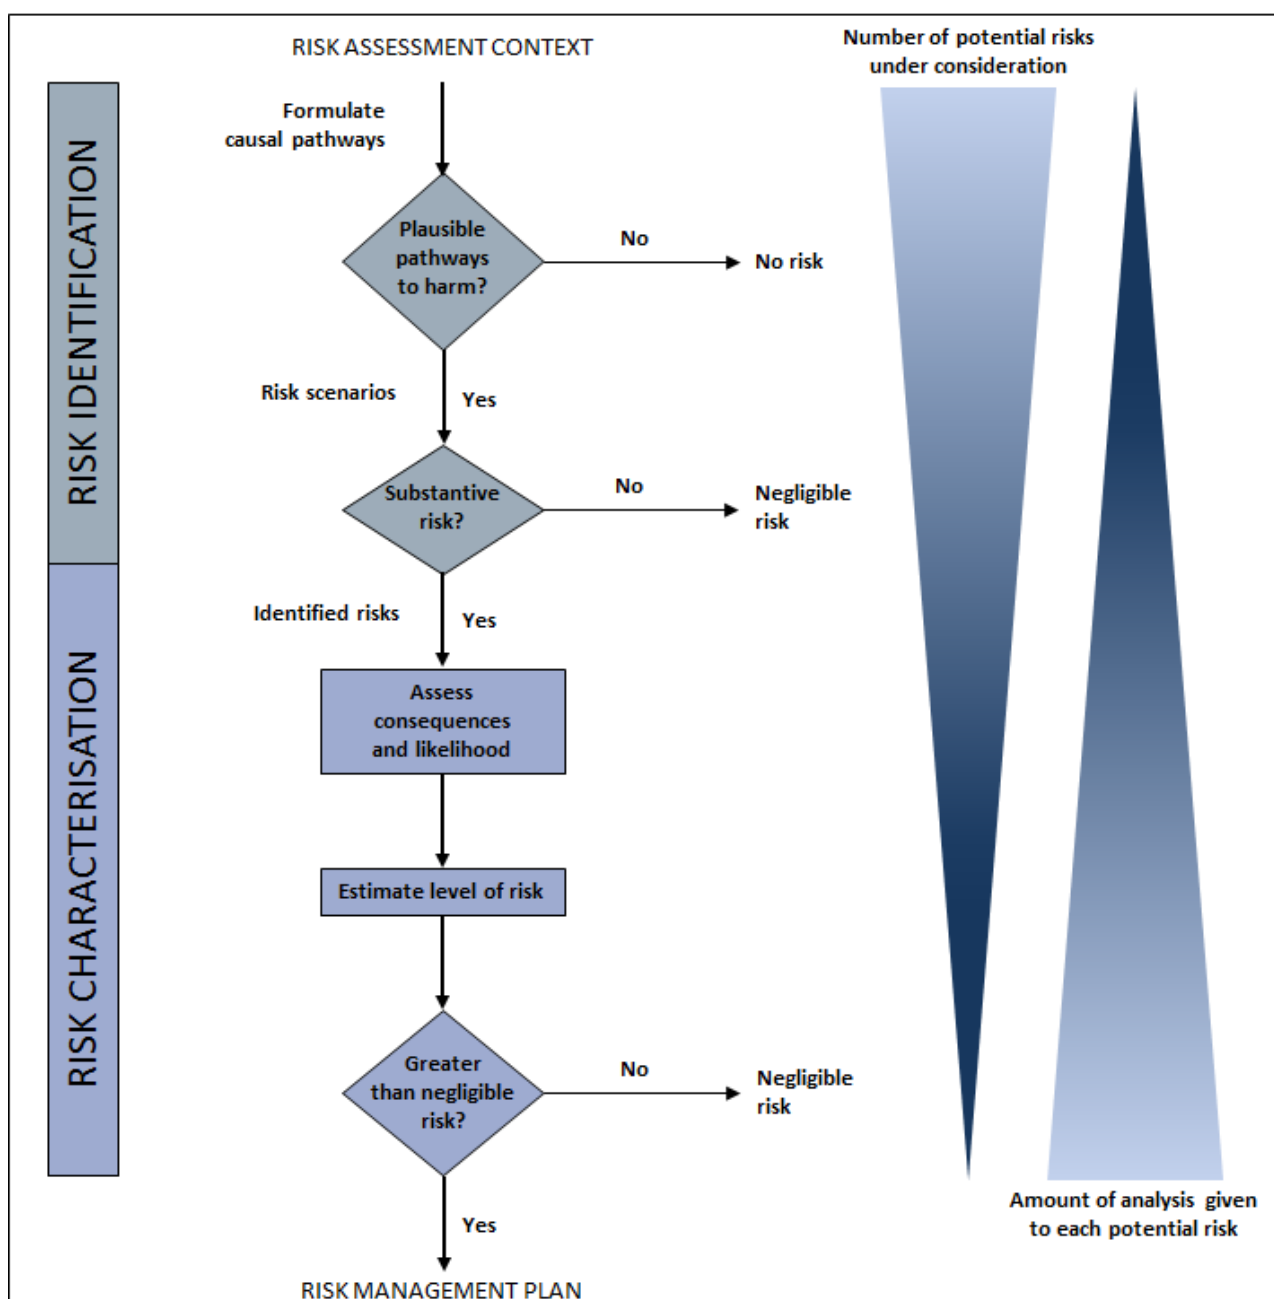 RISK ASSESSMENT CONTEXT
Number of potential risks
under consideration
RISK IDENTIFICATION
Formulate
causal pathways
Plausible
pathways
to harm?
No
No risk
Risk scenarios
Yes
Substantive
risk?
No
Negligible
risk
RISK CHARACTERISATION
Identified risks
Yes
Assess
consequences
and likelihood
Estimate level of risk
Greater
than negligible
risk?
No
Negligible
risk
Amount of analysis given
to each potential risk
Yes
RISK MANAGEMENT PLAN